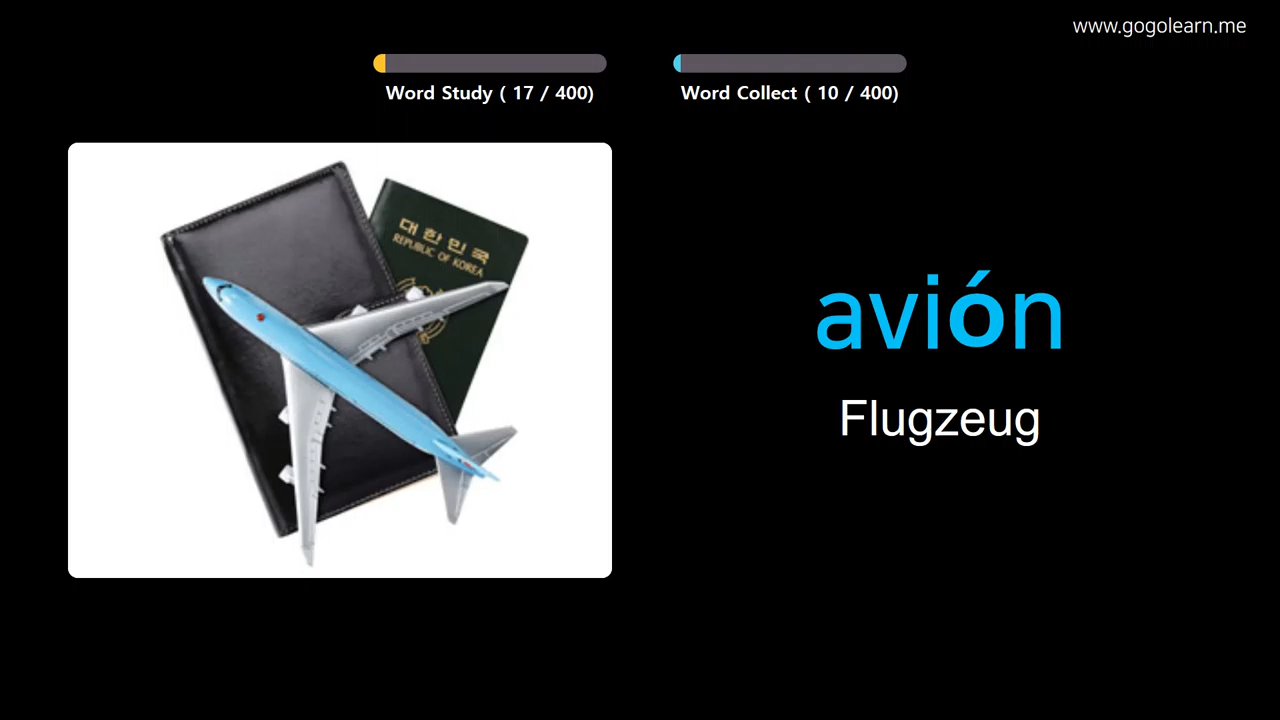 www.gogolearn.me
Word Study ( 17 / 400)
Word Collect ( 10 / 400)
대한민국
REPUBLIC OF KOREA
avión
Flugzeug